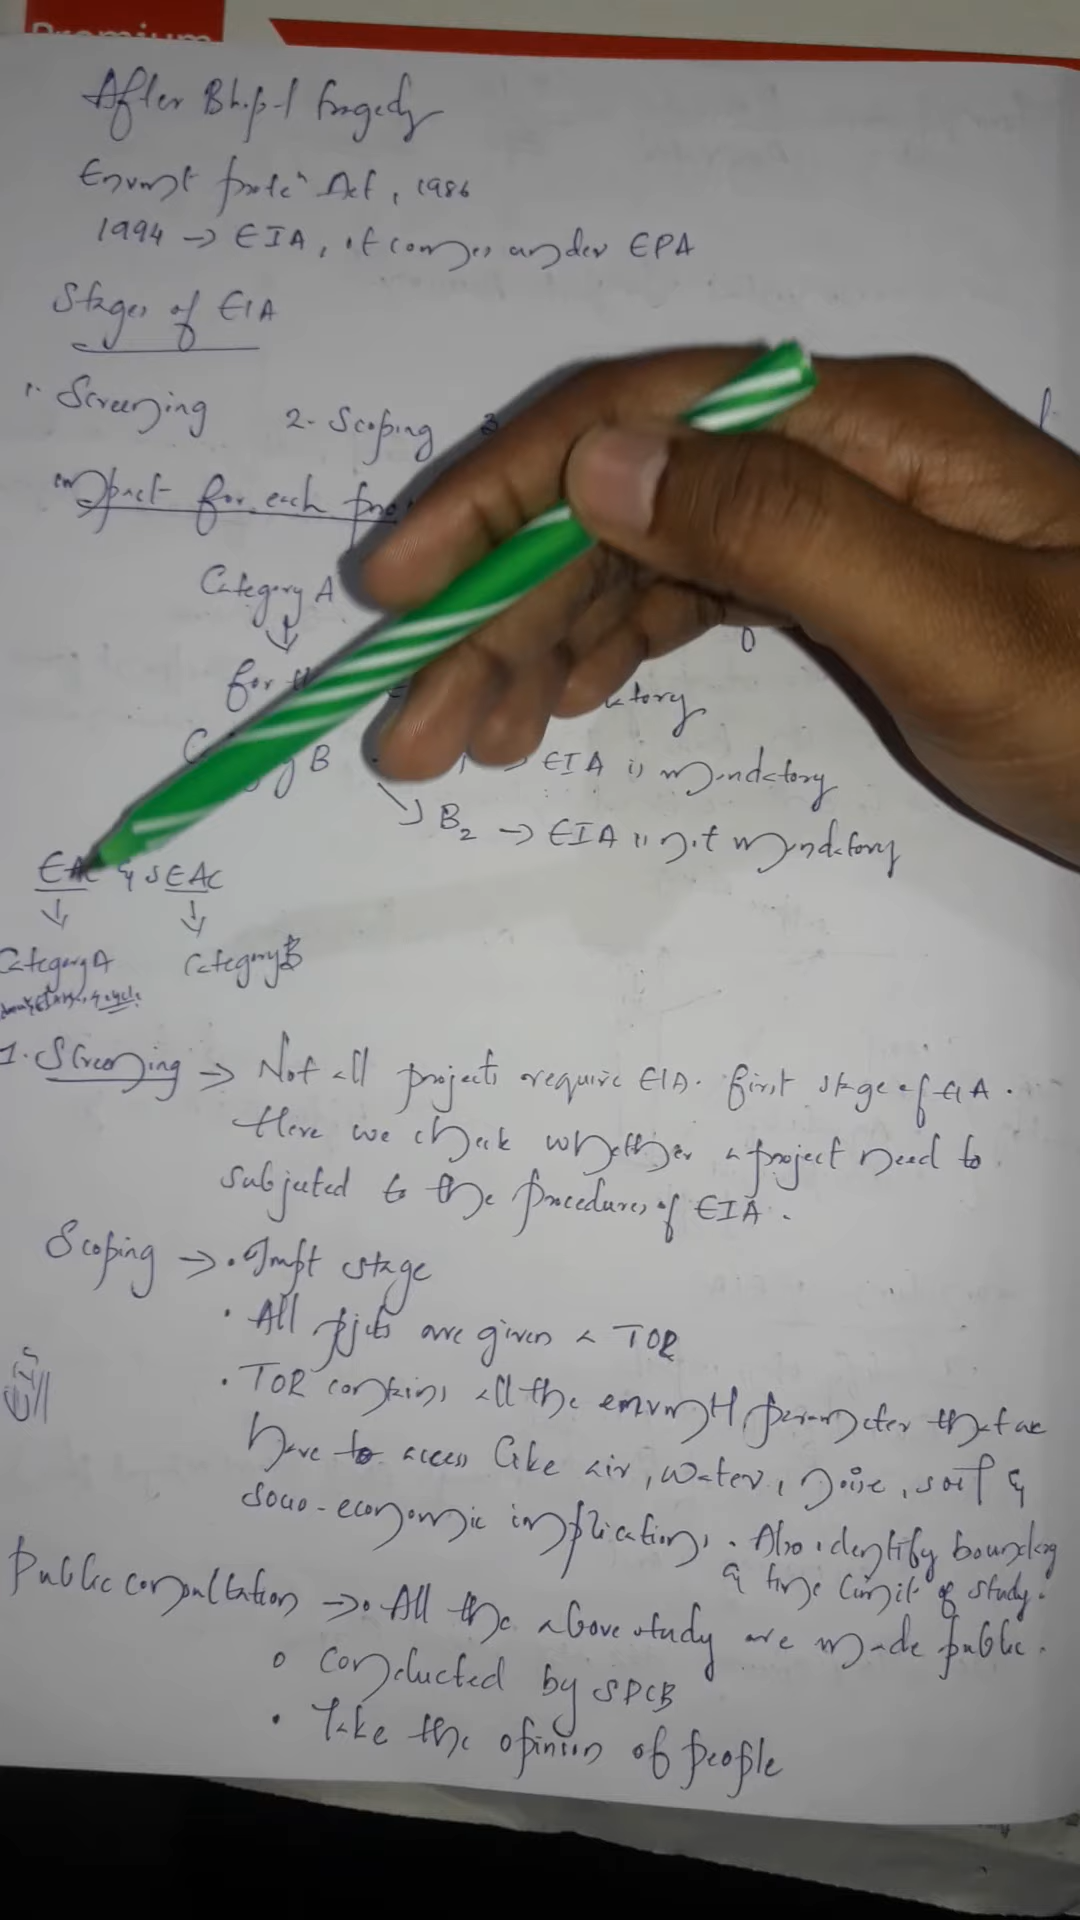 Premium
After Bhopal tragedy
Envmt protecn Act, 1986
1994 → EIA, it comes under EPA
Stages of EIA
1. Screening 2. Scoping 3
impact for each
Category A
↓
for
B → EIA is mandatory
B2 → EIA is not mandatory
EAC & SEAC
↓ ↓
Category A Category B
1. Screening → Not all projects require EIA. first stage of EIA.
Here we check whether a project need to
subjected to the procedures of EIA.
Scoping → • Impt stage
• All pjcts are given a TOR
• TOR contains all the envmtl parameter that we
have to access like air, water, noise, soil &
socio-economic implications. Also identify boundary
& time limit of study.
Public consultation → • All the above study are made public.
• conducted by SPCB
• Take the opinion of people